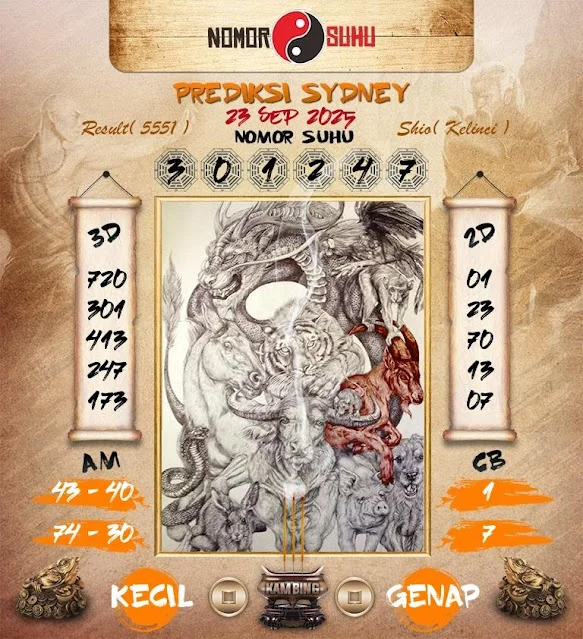 NOMOR SUHU
PREDIKSI SYDNEY
23 SEP 2025
Result( 5551 )
NOMOR SUHU
Shio( Kelinci )
3 0 1 2 4 7
3D
720
301
413
247
173
2D
01
23
70
13
07
AM
43 - 40
74 - 30
CB
1
7
KECIL
KAMBING
GENAP